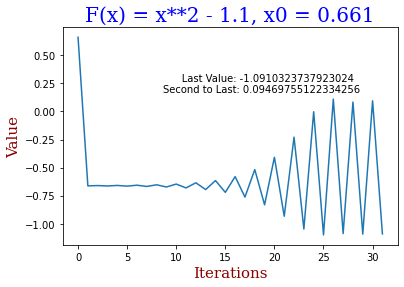 F(x) = x**2 - 1.1, x0 = 0.661
Last Value: -1.0910323737923024
Second to Last: 0.09469755122334256
Value
0.50
0.25
0.00
−0.25
−0.50
−0.75
−1.00
0 5 10 15 20 25 30
Iterations